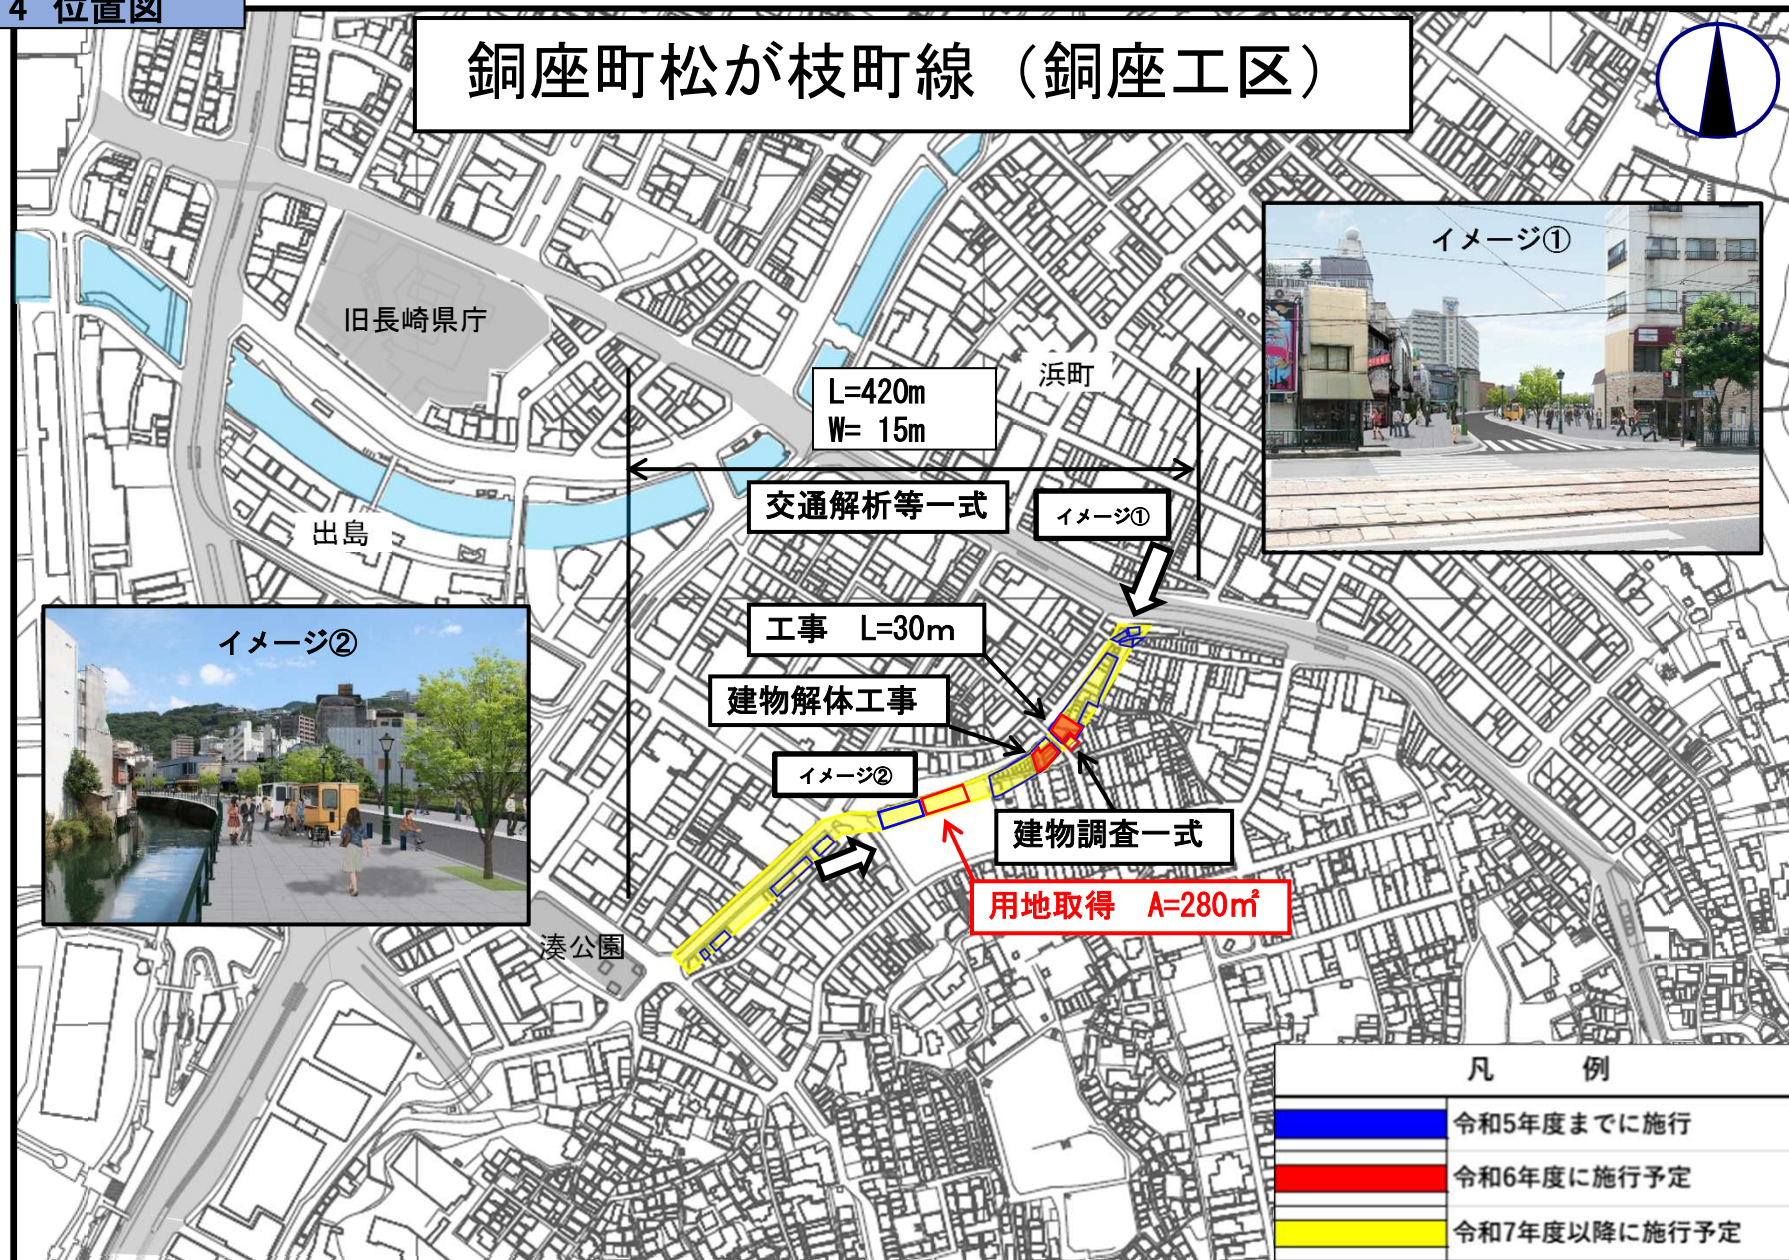 4 位置図
銅座町松が枝町線（銅座工区）
イメージ①
旧長崎県庁
浜町
L=420m
W= 15m
交通解析等一式
イメージ①
出島
工事 L=30m
イメージ②
建物解体工事
イメージ②
建物調査一式
用地取得 A=280㎡
湊公園
凡 例
令和5年度までに施行
令和6年度に施行予定
令和7年度以降に施行予定